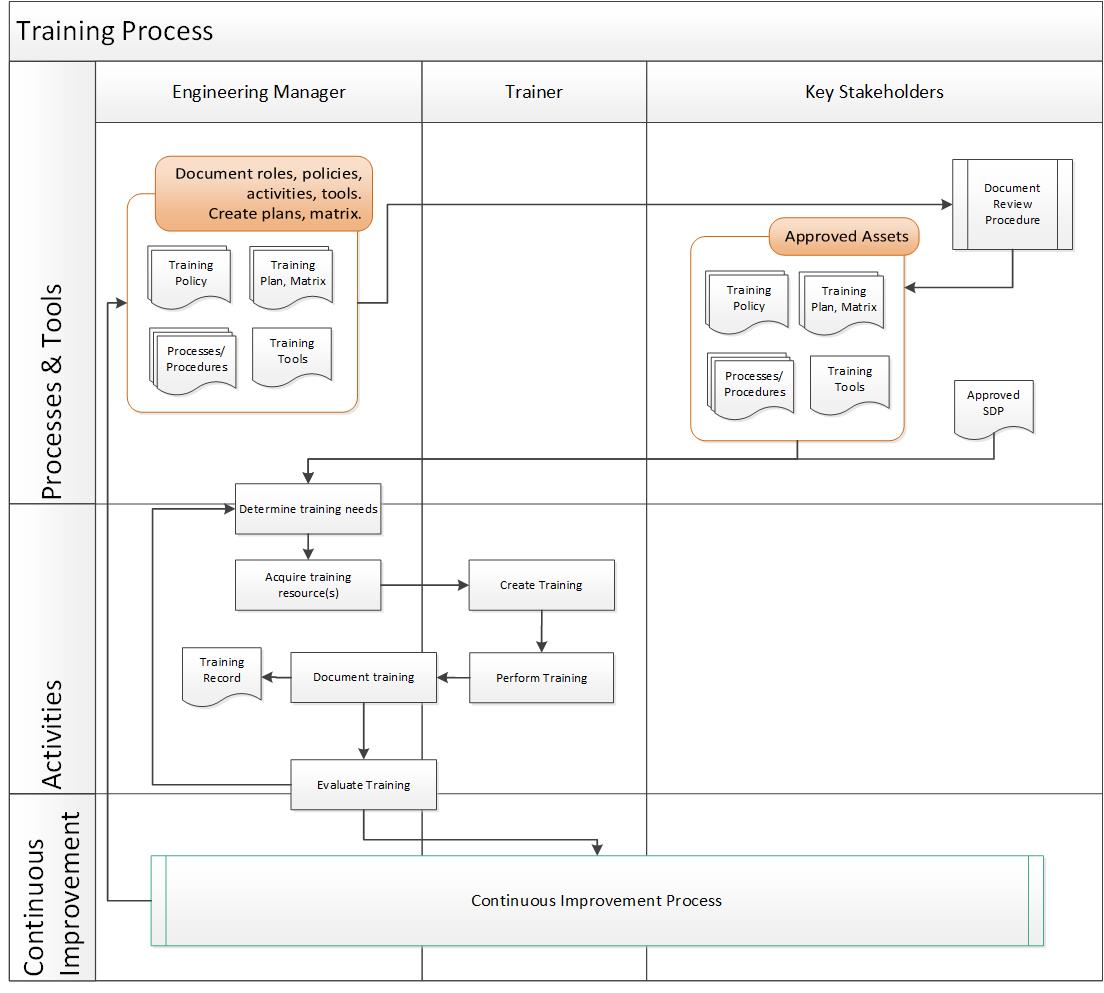 Training Process
Engineering Manager
Trainer
Key Stakeholders
Processes & Tools
Document roles, policies,
activities, tools.
Create plans, matrix.
Training
Policy
Training
Plan, Matrix
Processes/
Procedures
Training
Tools
Document
Review
Procedure
Approved Assets
Training
Policy
Training
Plan, Matrix
Processes/
Procedures
Training
Tools
Approved
SDP
Activities
Determine training needs
Acquire training
resource(s)
Create Training
Perform Training
Document training
Training
Record
Evaluate Training
Continuous
Improvement
Continuous Improvement Process